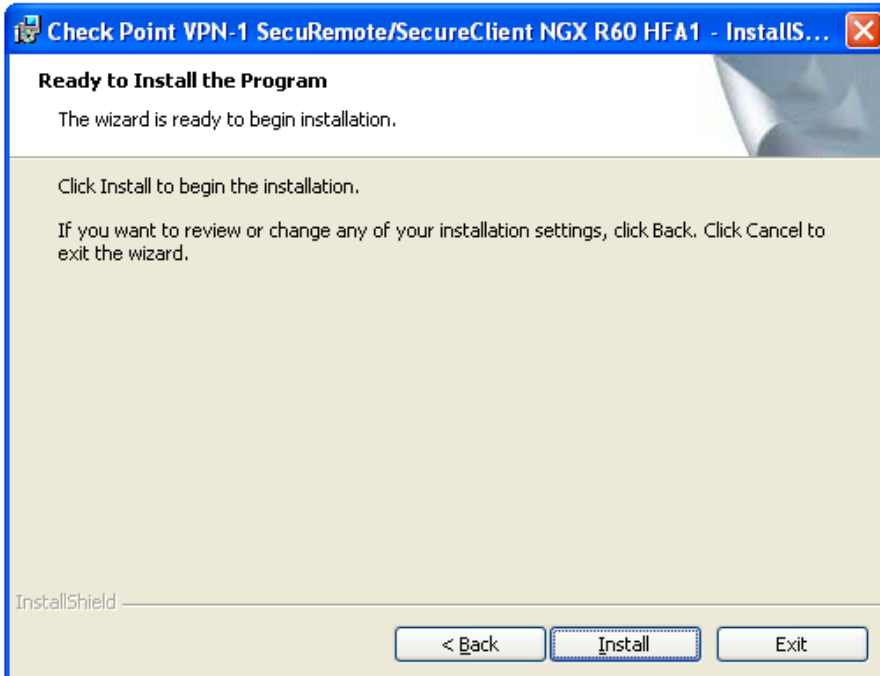 Check Point VPN-1 SecuRemote/SecureClient NGX R60 HFA1 - InstallS...
Ready to Install the Program
The wizard is ready to begin installation.
Click Install to begin the installation.
If you want to review or change any of your installation settings, click Back. Click Cancel to
exit the wizard.
InstallShield
< Back Install Exit